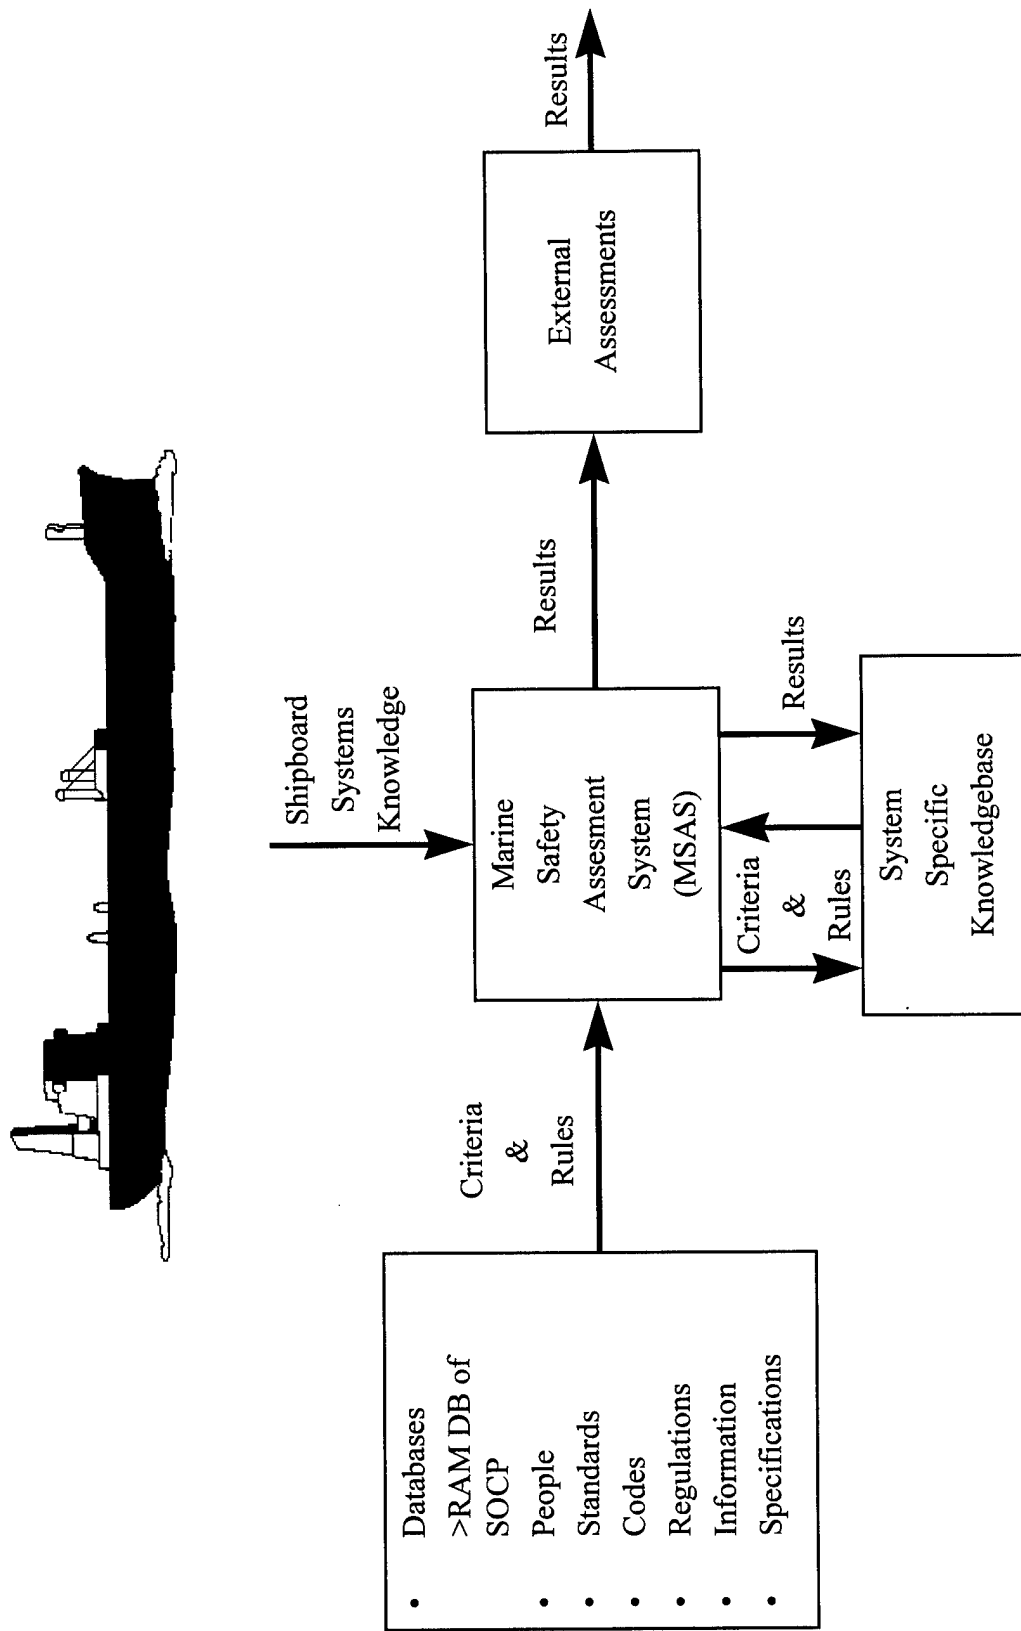 Shipboard
Systems
Knowledge
• Databases
>RAM DB of
SOCP
• People
• Standards
• Codes
• Regulations
• Information
• Specifications
Criteria
&
Rules
Marine
Safety
Assesment
System
(MSAS)
Results
External
Assessments
Results
Criteria
&
Rules
Results
System
Specific
Knowledgebase